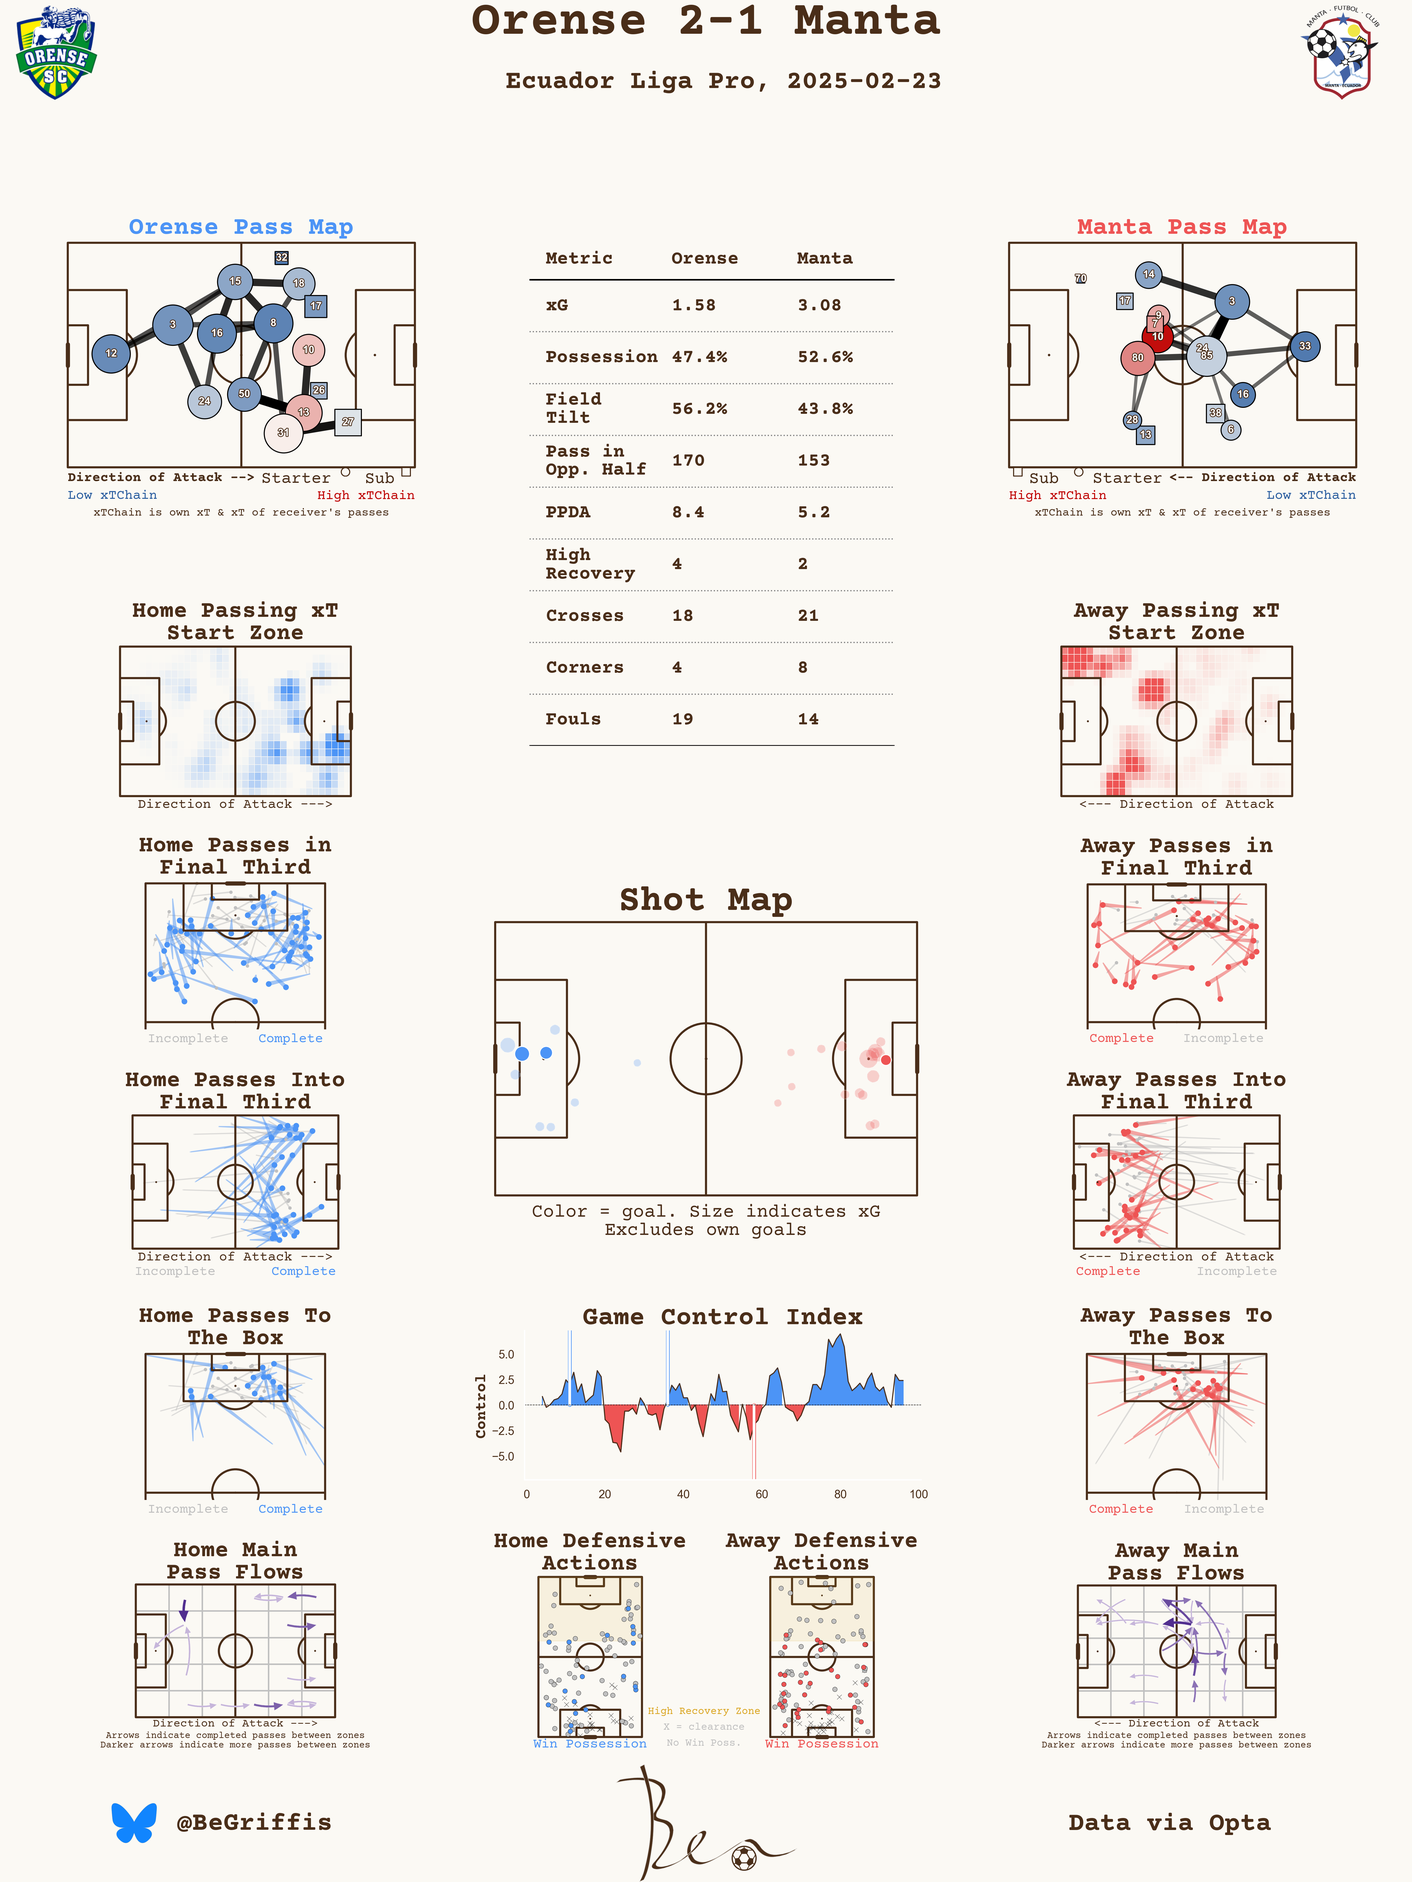 Orense 2-1 Manta
Ecuador Liga Pro, 2025-02-23
ORENSE
SC
MANTA · FUTBOL · CLUB
MANTA - ECUADOR
Orense Pass Map
32
15
18
17
3
16
8
12
10
24
50
26
13
31
27
Direction of Attack --> Starter Sub
Low xTChain High xTChain
xTChain is own xT & xT of receiver's passes
Metric Orense Manta
xG 1.58 3.08
Possession 47.4% 52.6%
Field
Tilt 56.2% 43.8%
Pass in
Opp. Half 170 153
PPDA 8.4 5.2
High
Recovery 4 2
Crosses 18 21
Corners 4 8
Fouls 19 14
Manta Pass Map
70
14
17
3
9
7
10
24
85
33
80
16
28
13
38
6
Sub Starter <-- Direction of Attack
High xTChain Low xTChain
xTChain is own xT & xT of receiver's passes
Home Passing xT
Start Zone
Direction of Attack --->
Away Passing xT
Start Zone
<--- Direction of Attack
Home Passes in
Final Third
Incomplete Complete
Away Passes in
Final Third
Complete Incomplete
Shot Map
Color = goal. Size indicates xG
Excludes own goals
Home Passes Into
Final Third
Direction of Attack --->
Incomplete Complete
Away Passes Into
Final Third
<--- Direction of Attack
Complete Incomplete
Home Passes To
The Box
Incomplete Complete
Game Control Index
Control
5.0
2.5
0.0
−2.5
−5.0
0 20 40 60 80 100
Away Passes To
The Box
Complete Incomplete
Home Main
Pass Flows
Direction of Attack --->
Arrows indicate completed passes between zones
Darker arrows indicate more passes between zones
Home Defensive
Actions
Win Possession
High Recovery Zone
X = clearance
No Win Poss.
Away Defensive
Actions
Win Possession
Away Main
Pass Flows
<--- Direction of Attack
Arrows indicate completed passes between zones
Darker arrows indicate more passes between zones
@BeGriffis
Ben
Data via Opta